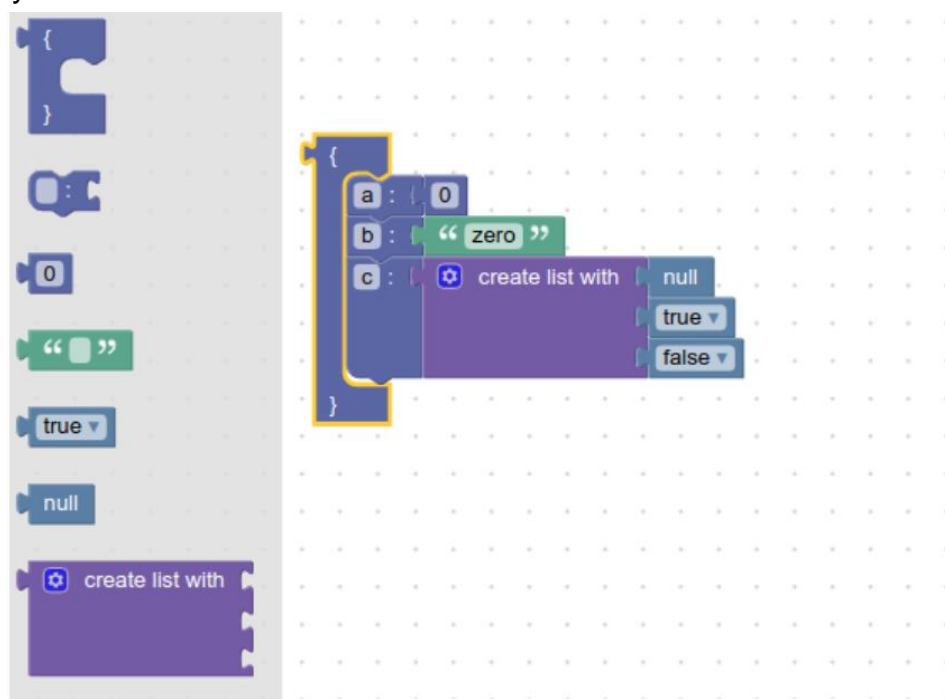 {
}
:
0
“ ”
true ▾
null
create list with
{
a : 0
b : “ zero ”
c : create list with null
true ▾
false ▾
}